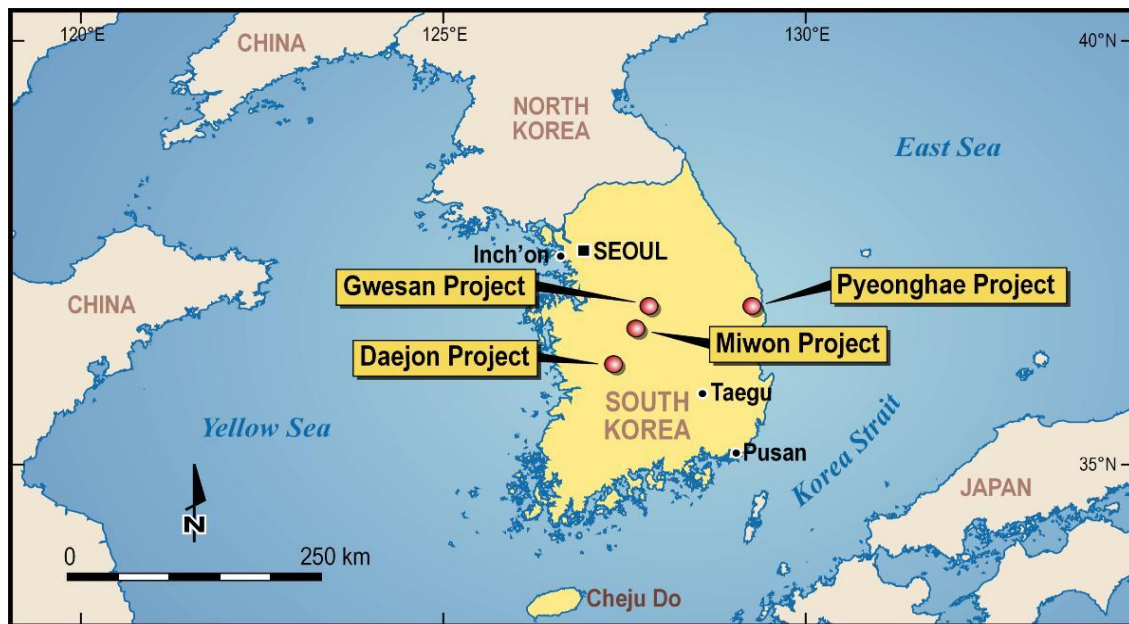 120°E
125°E
130°E
40°N
CHINA
NORTH
KOREA
East Sea
Inch'on
SEOUL
Gwesan Project
Pyeonghae Project
CHINA
Miwon Project
Daejon Project
Taegu
SOUTH
KOREA
Yellow Sea
Korea Strait
Pusan
35°N
JAPAN
N
0
250 km
Cheju Do